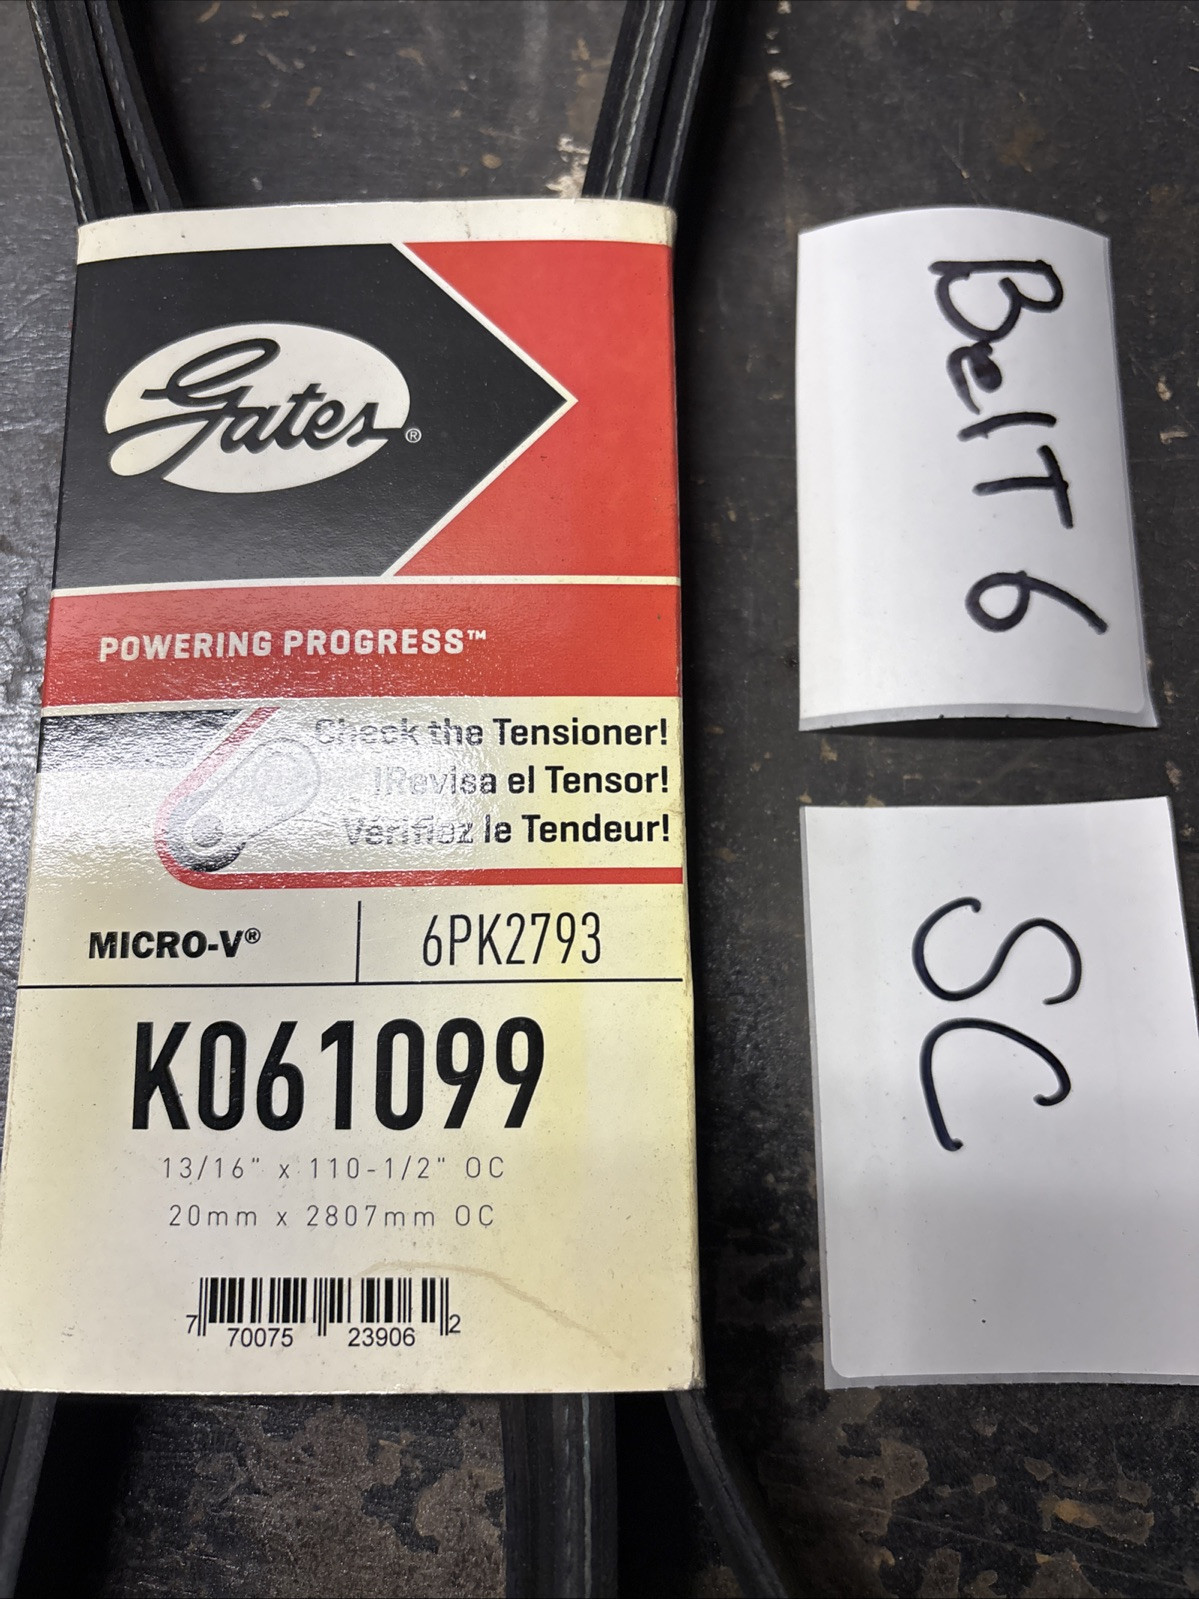 Gates®
POWERING PROGRESS™
Check the Tensioner!
¡Revisa el Tensor!
Vérifiez le Tendeur!
MICRO-V® 6PK2793
K061099
13/16" x 110-1/2" OC
20mm x 2807mm OC
7 70075 23906 2
BelT 6
SC